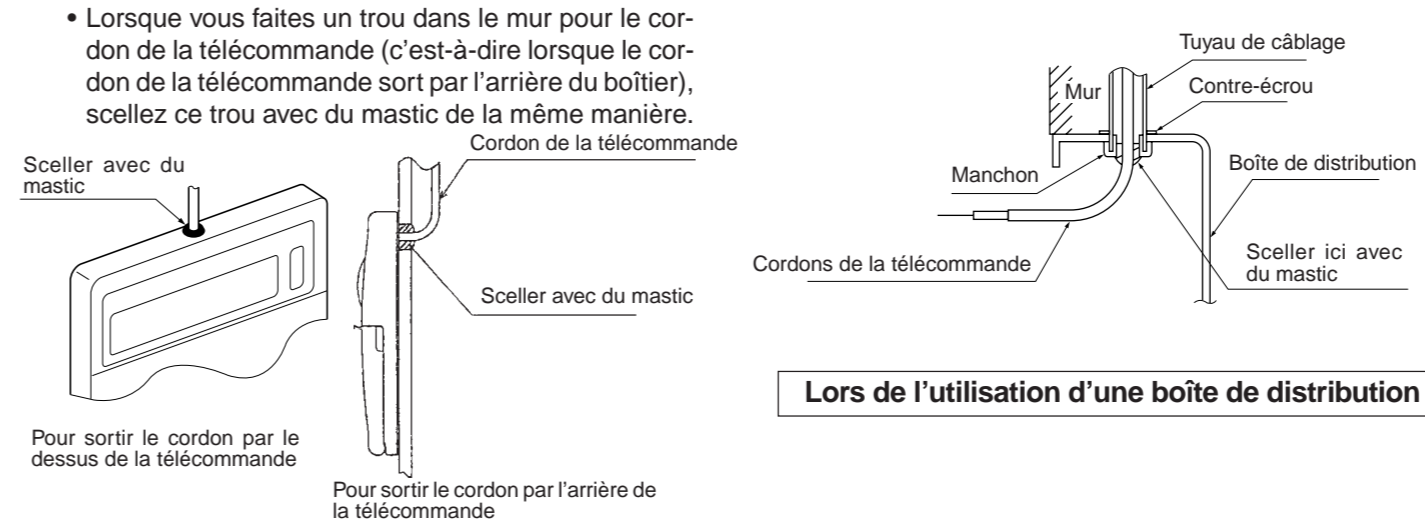 • Lorsque vous faites un trou dans le mur pour le cor-
don de la télécommande (c'est-à-dire lorsque le cor-
don de la télécommande sort par l'arrière du boîtier),
scellez ce trou avec du mastic de la même manière.
Cordon de la télécommande
Sceller avec du
mastic
Sceller avec du mastic
Pour sortir le cordon par le
dessus de la télécommande
Pour sortir le cordon par l'arrière de
la télécommande
Tuyau de câblage
Mur
Contre-écrou
Manchon
Boîte de distribution
Cordons de la télécommande
Sceller ici avec
du mastic
Lors de l'utilisation d'une boîte de distribution